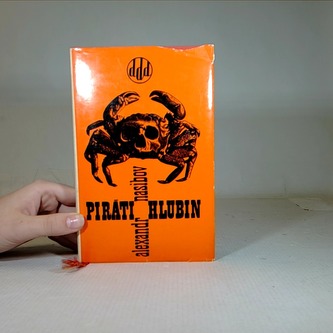 ddd
alexandr nasibov
PIRÁTI HLUBIN